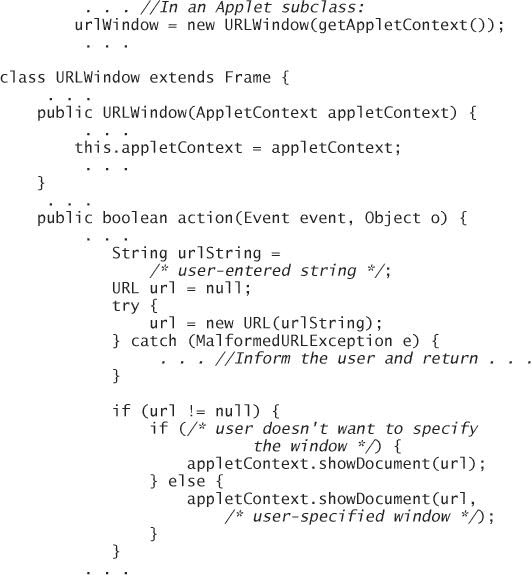 . . . //In an Applet subclass:
urlWindow = new URLWindow(getAppletContext());
. . .
class URLWindow extends Frame {
. . .
public URLWindow(AppletContext appletContext) {
. . .
this.appletContext = appletContext;
. . .
}
. . .
public boolean action(Event event, Object o) {
. . .
String urlString =
/* user-entered string */;
URL url = null;
try {
url = new URL(urlString);
} catch (MalformedURLException e) {
. . . //Inform the user and return . . .
}
if (url != null) {
if (/* user doesn't want to specify
the window */) {
appletContext.showDocument(url);
} else {
appletContext.showDocument(url,
/* user-specified window */);
}
}
. . .